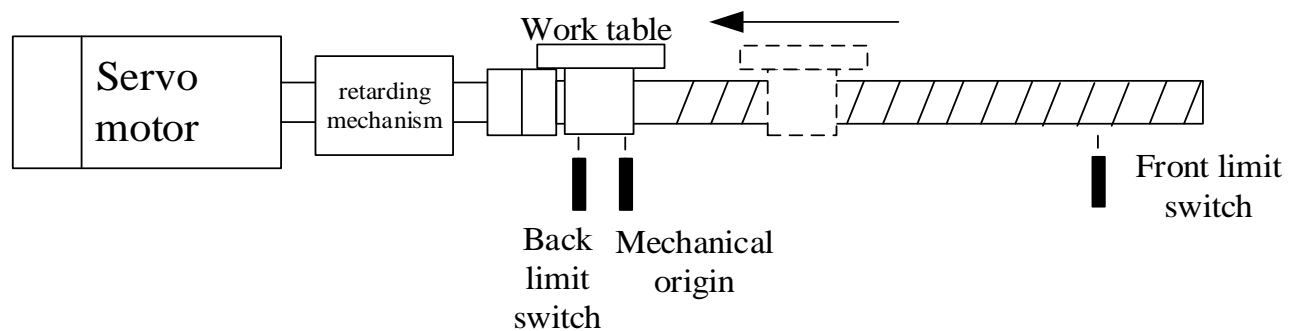 Work table
Servo
motor
retarding
mechanism
Back
limit
switch
Mechanical
origin
Front limit
switch